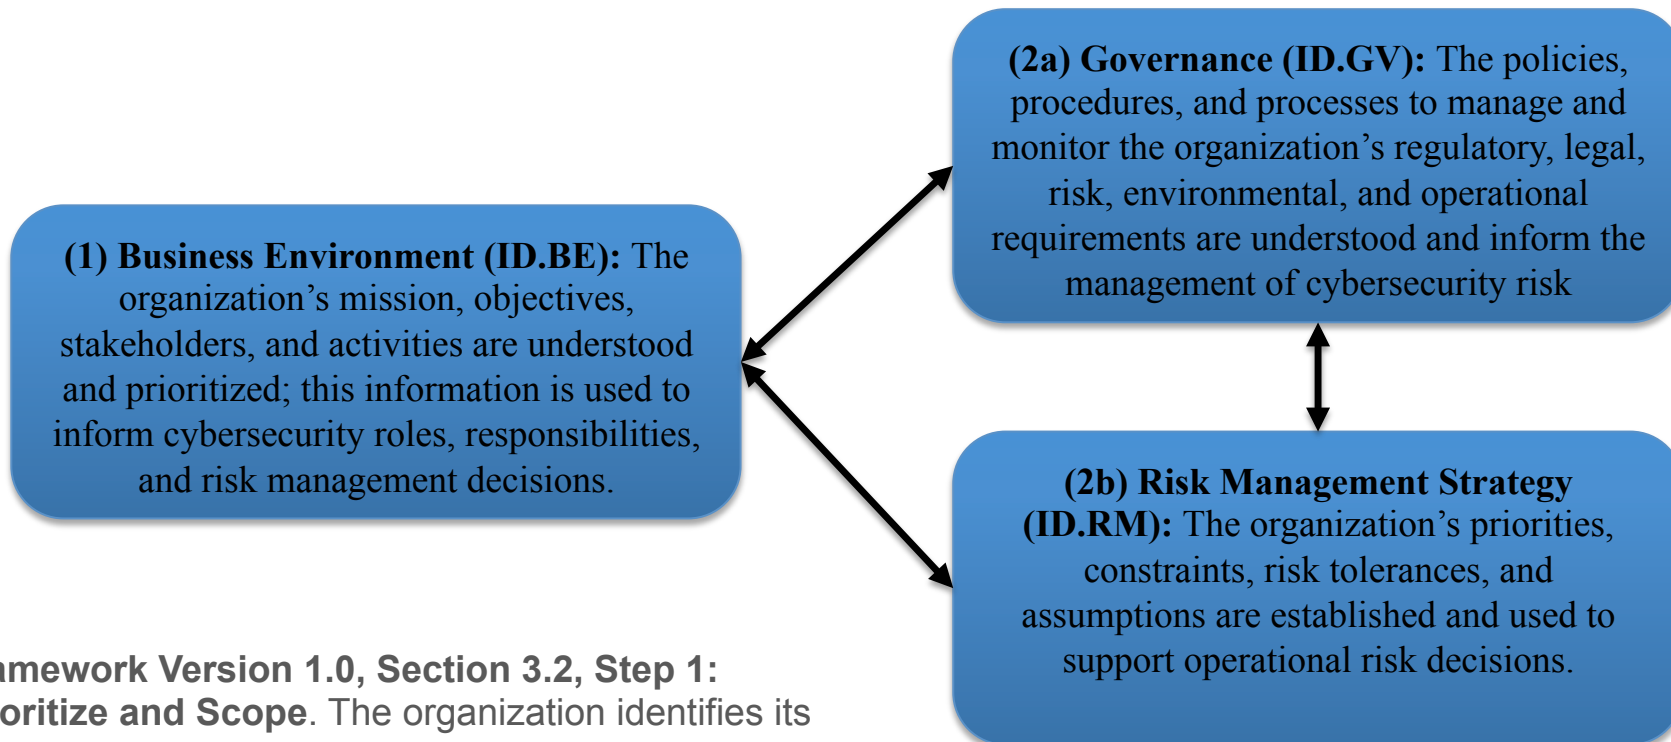 (1) Business Environment (ID.BE): The
organization’s mission, objectives,
stakeholders, and activities are understood
and prioritized; this information is used to
inform cybersecurity roles, responsibilities,
and risk management decisions.
(2a) Governance (ID.GV): The policies,
procedures, and processes to manage and
monitor the organization’s regulatory, legal,
risk, environmental, and operational
requirements are understood and inform the
management of cybersecurity risk
(2b) Risk Management Strategy
(ID.RM): The organization’s priorities,
constraints, risk tolerances, and
assumptions are established and used to
support operational risk decisions.
amework Version 1.0, Section 3.2, Step 1:
oritize and Scope. The organization identifies its